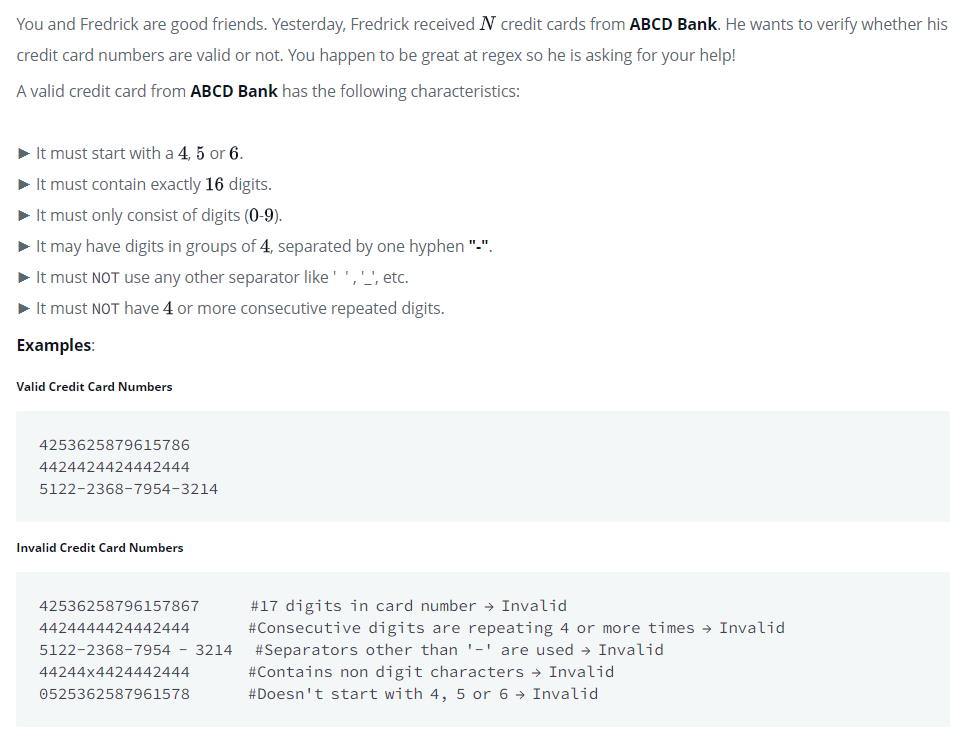 You and Fredrick are good friends. Yesterday, Fredrick received N credit cards from ABCD Bank. He wants to verify whether his
credit card numbers are valid or not. You happen to be great at regex so he is asking for your help!
A valid credit card from ABCD Bank has the following characteristics:
► It must start with a 4, 5 or 6.
► It must contain exactly 16 digits.
► It must only consist of digits (0-9).
► It may have digits in groups of 4, separated by one hyphen "-".
► It must NOT use any other separator like ' ' , '_', etc.
► It must NOT have 4 or more consecutive repeated digits.
Examples:
Valid Credit Card Numbers
4253625879615786
4424424424442444
5122-2368-7954-3214
Invalid Credit Card Numbers
42536258796157867 #17 digits in card number → Invalid
4424444424442444 #Consecutive digits are repeating 4 or more times → Invalid
5122-2368-7954 - 3214 #Separators other than '-' are used → Invalid
44244x4424442444 #Contains non digit characters → Invalid
0525362587961578 #Doesn't start with 4, 5 or 6 → Invalid